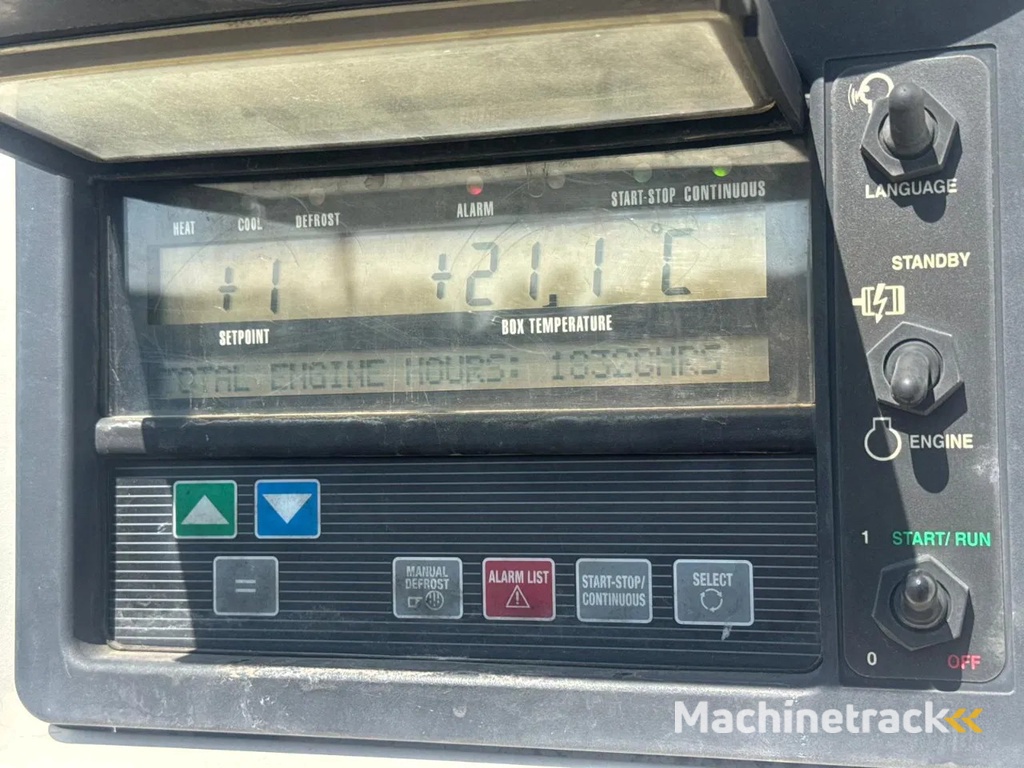 HEAT COOL DEFROST ALARM START-STOP CONTINUOUS
+1 +21.1 °C
SETPOINT BOX TEMPERATURE
TOTAL ENGINE HOURS:
LANGUAGE
STANDBY
ENGINE
1 START/RUN
0 OFF
=
MANUAL DEFROST
ALARM LIST
START-STOP/
CONTINUOUS
SELECT
Machinetrack